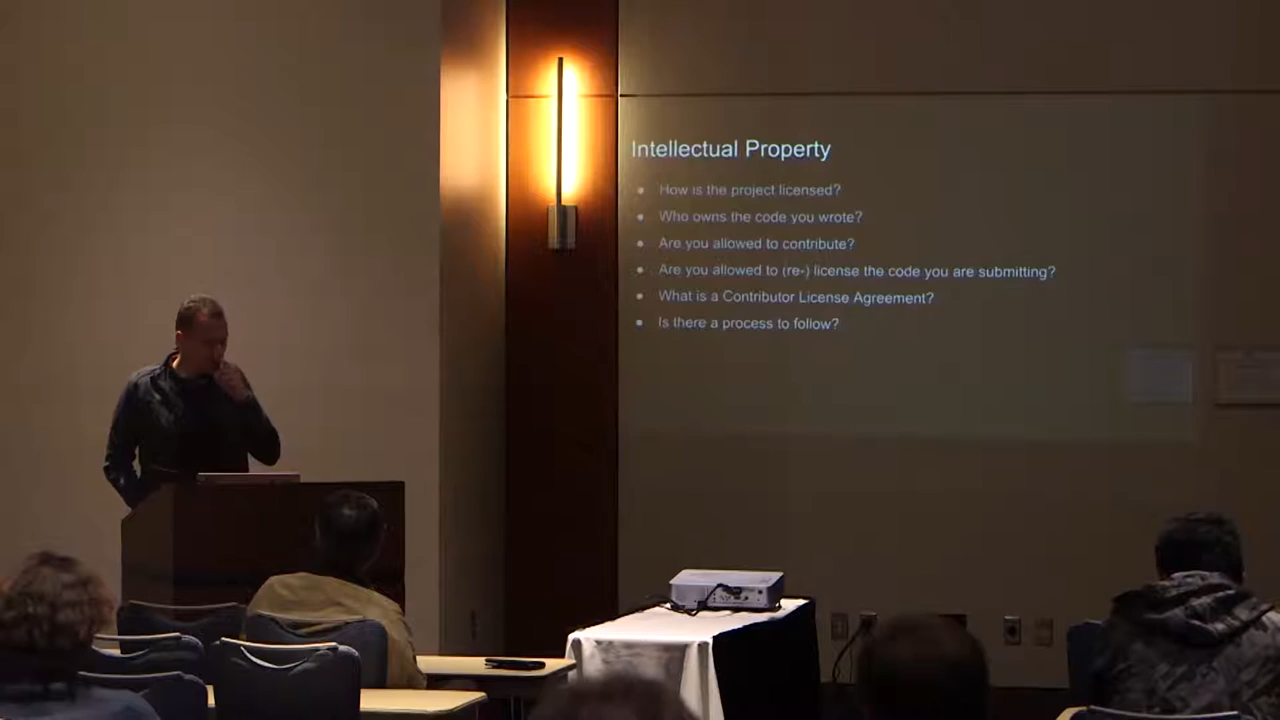 Intellectual Property
● How is the project licensed?
● Who owns the code you wrote?
● Are you allowed to contribute?
● Are you allowed to (re-) license the code you are submitting?
● What is a Contributor License Agreement?
● Is there a process to follow?